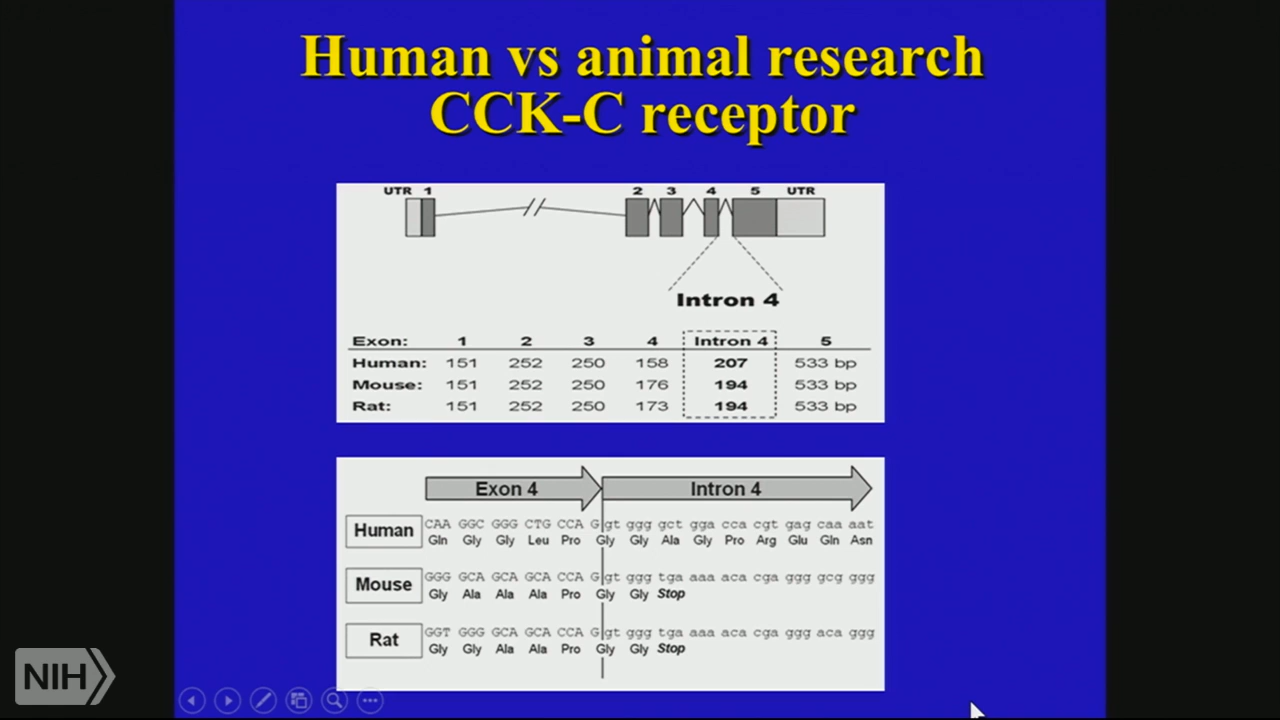 Human vs animal research
CCK-C receptor
UTR 1 2 3 4 5 UTR
Intron 4
Exon: 1 2 3 4 Intron 4 5
Human: 151 252 250 158 207 533 bp
Mouse: 151 252 250 176 194 533 bp
Rat: 151 252 250 173 194 533 bp
Exon 4 Intron 4
Human CAA GGC GGG CTG CCA G gt ggg gct gga cca cgt gag caa aat
Gln Gly Gly Leu Pro Gly Gly Ala Gly Pro Arg Glu Gln Asn
Mouse GGG GCA GCA GCA CCA G gt ggg tga aaa aca cga ggg gcg ggg
Gly Ala Ala Ala Pro Gly Gly Stop
Rat GGT GGG GCA GCA CCA G gt ggg tga aaa aca cga ggg aca ggg
Gly Gly Ala Ala Pro Gly Gly Stop
NIH